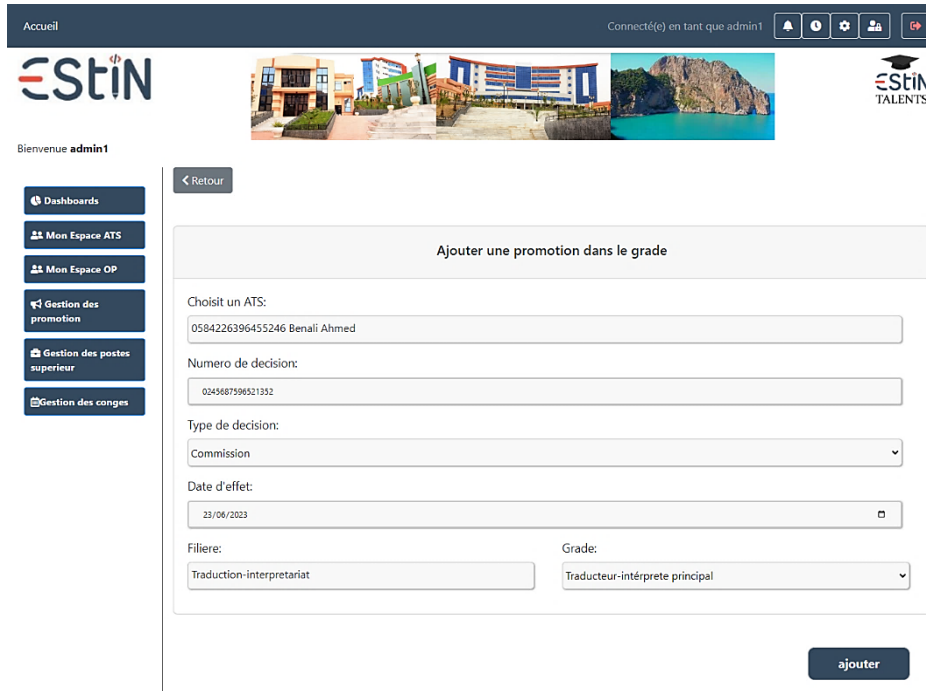 Accueil
Connecté(e) en tant que admin1
EStiN
EStiN
TALENTS
Bienvenue admin1
Retour
Dashboards
Mon Espace ATS
Mon Espace OP
Gestion des
promotion
Gestion des postes
superieur
Gestion des conges
Ajouter une promotion dans le grade
Choisit un ATS:
0584226396455246 Benali Ahmed
Numero de decision:
0245687596521352
Type de decision:
Commission
Date d'effet:
23/06/2023
Filiere:
Grade:
Traduction-interpretariat
Traducteur-intérprete principal
ajouter